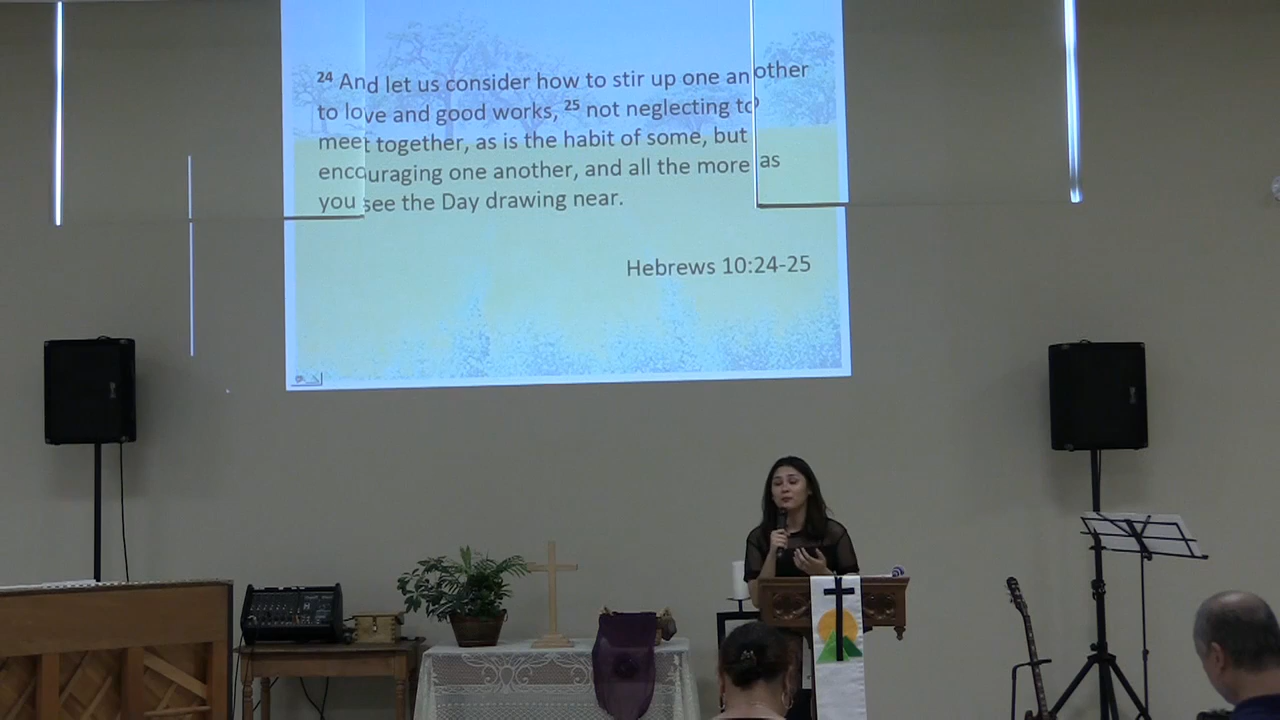 24 And let us consider how to stir up one another
to love and good works, 25 not neglecting to
meet together, as is the habit of some, but
encouraging one another, and all the more as
you see the Day drawing near.
Hebrews 10:24-25